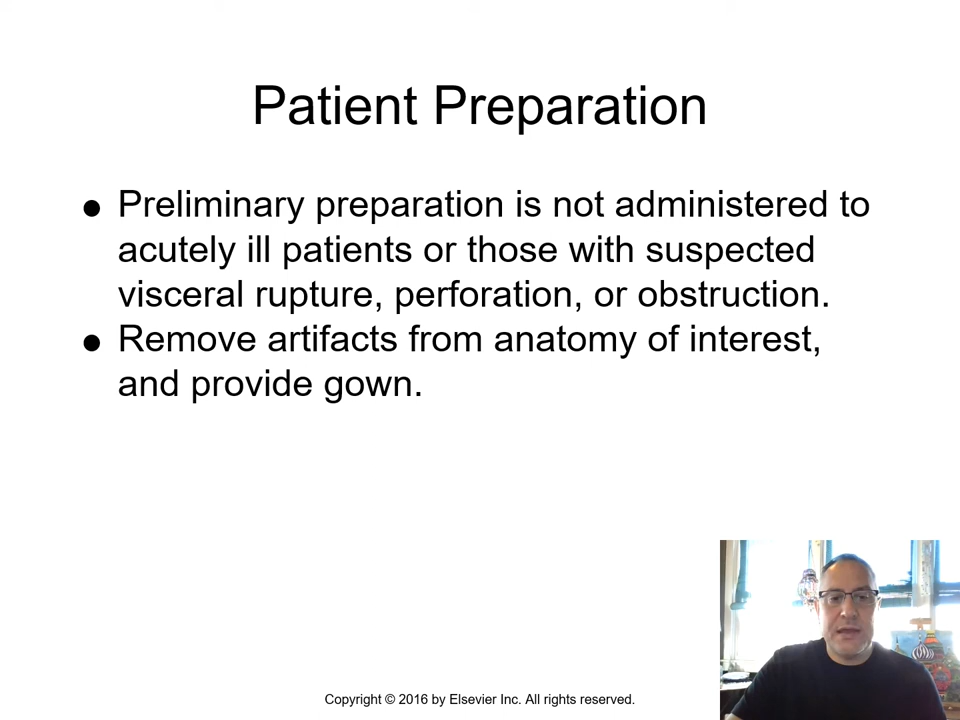 Patient Preparation
● Preliminary preparation is not administered to
acutely ill patients or those with suspected
visceral rupture, perforation, or obstruction.
● Remove artifacts from anatomy of interest,
and provide gown.
Copyright © 2016 by Elsevier Inc. All rights reserved.